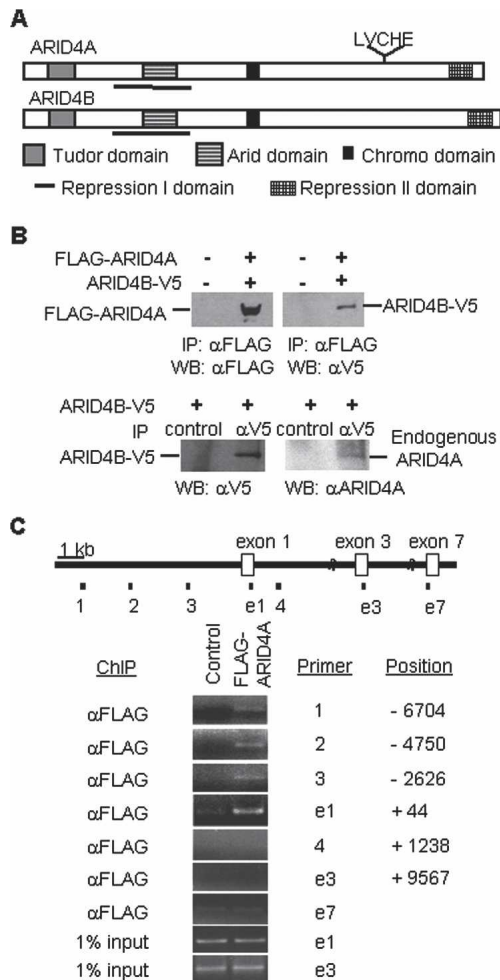 A
ARID4A
LVCHE
ARID4B
Tudor domain Arid domain Chromo domain
Repression I domain Repression II domain
B
FLAG-ARID4A - + - +
ARID4B-V5 - + - +
FLAG-ARID4A ARID4B-V5
IP: αFLAG IP: αFLAG
WB: αFLAG WB: αV5
ARID4B-V5 + + + +
IP control αV5 control αV5 Endogenous
ARID4B-V5 ARID4A
WB: αV5 WB: αARID4A
C
1 kb exon 1 exon 3 exon 7
1 2 3 e1 4 e3 e7
ChIP Control FLAG-ARID4A Primer Position
αFLAG 1 - 6704
αFLAG 2 - 4750
αFLAG 3 - 2626
αFLAG e1 + 44
αFLAG 4 + 1238
αFLAG e3 + 9567
αFLAG e7
1% input e1
1% input e3